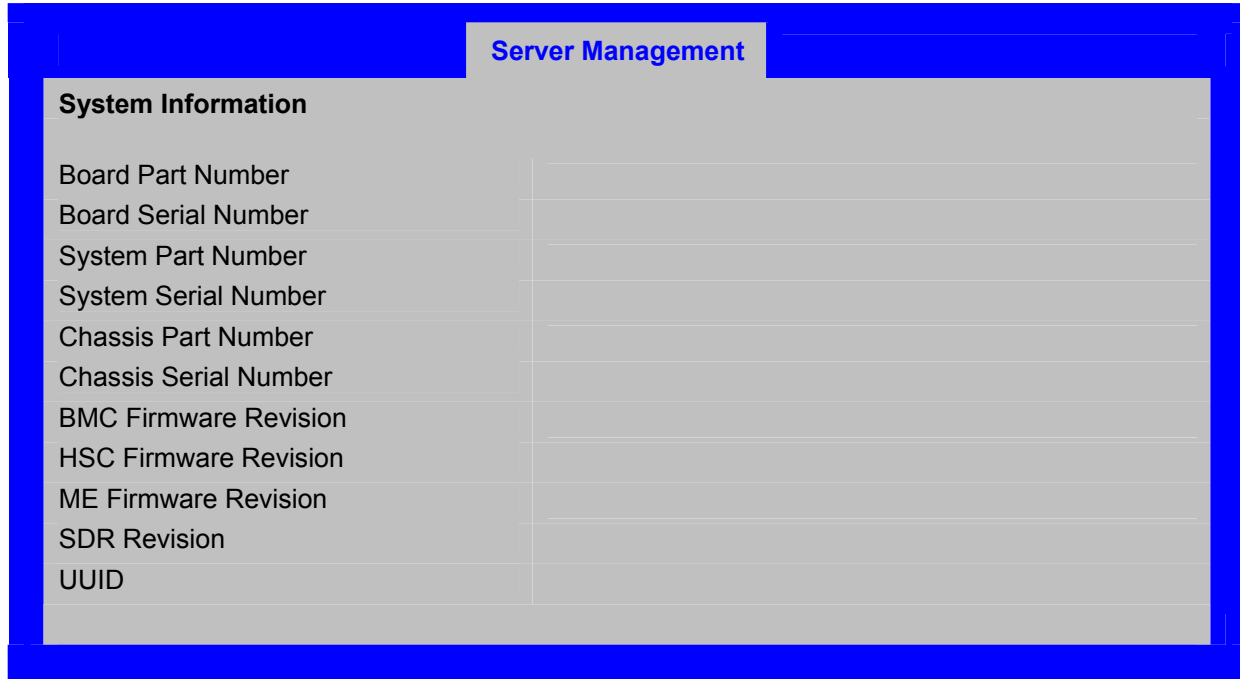 Server Management
System Information
Board Part Number
Board Serial Number
System Part Number
System Serial Number
Chassis Part Number
Chassis Serial Number
BMC Firmware Revision
HSC Firmware Revision
ME Firmware Revision
SDR Revision
UUID